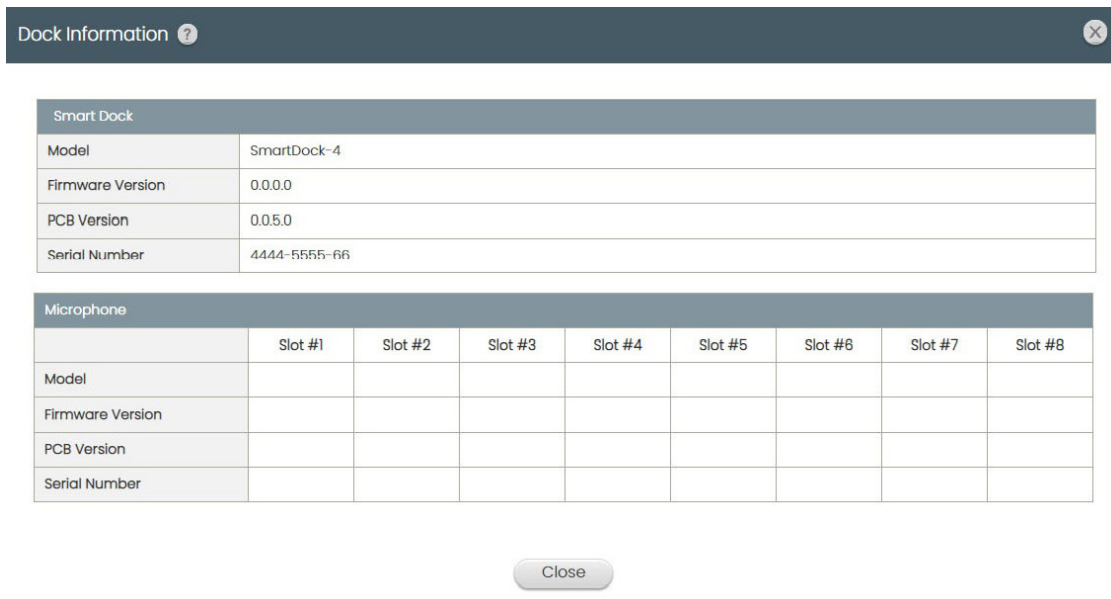 Dock Information ?
Smart Dock
Model SmartDock-4
Firmware Version 0.0.0.0
PCB Version 0.0.5.0
Serial Number 4444-5555-66
Microphone
Slot #1 Slot #2 Slot #3 Slot #4 Slot #5 Slot #6 Slot #7 Slot #8
Model
Firmware Version
PCB Version
Serial Number
Close